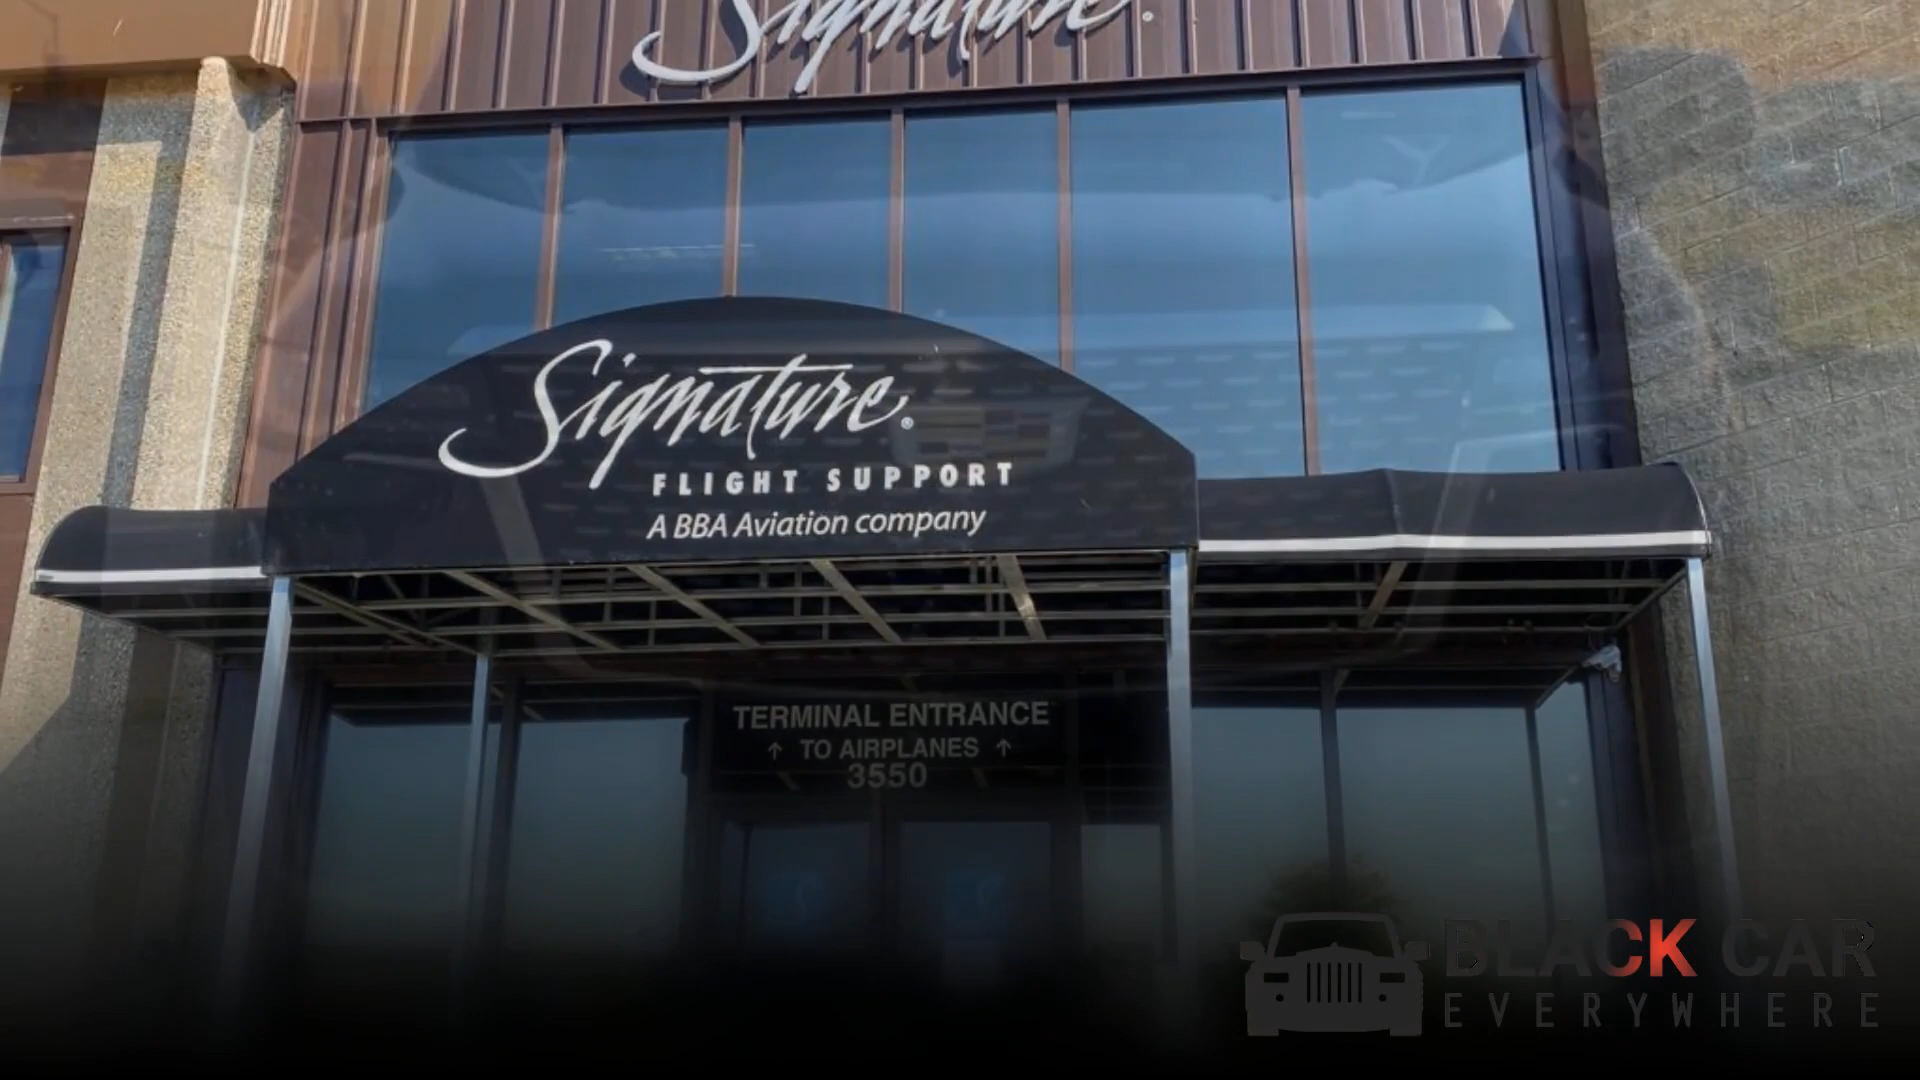 Signature.
Signature.®
FLIGHT SUPPORT
A BBA Aviation company
TERMINAL ENTRANCE
↑ TO AIRPLANES ↑
3550
BLACK CAR
EVERYWHERE